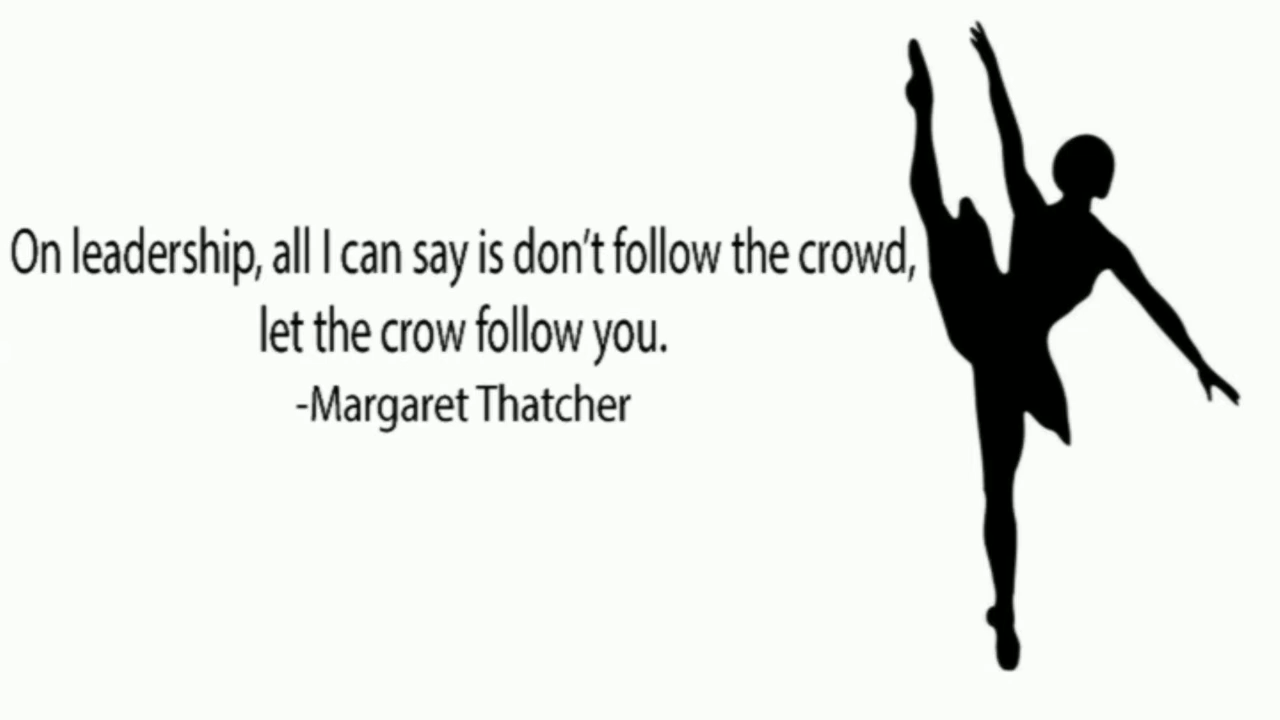 On leadership, all I can say is don’t follow the crowd,
let the crow follow you.
-Margaret Thatcher